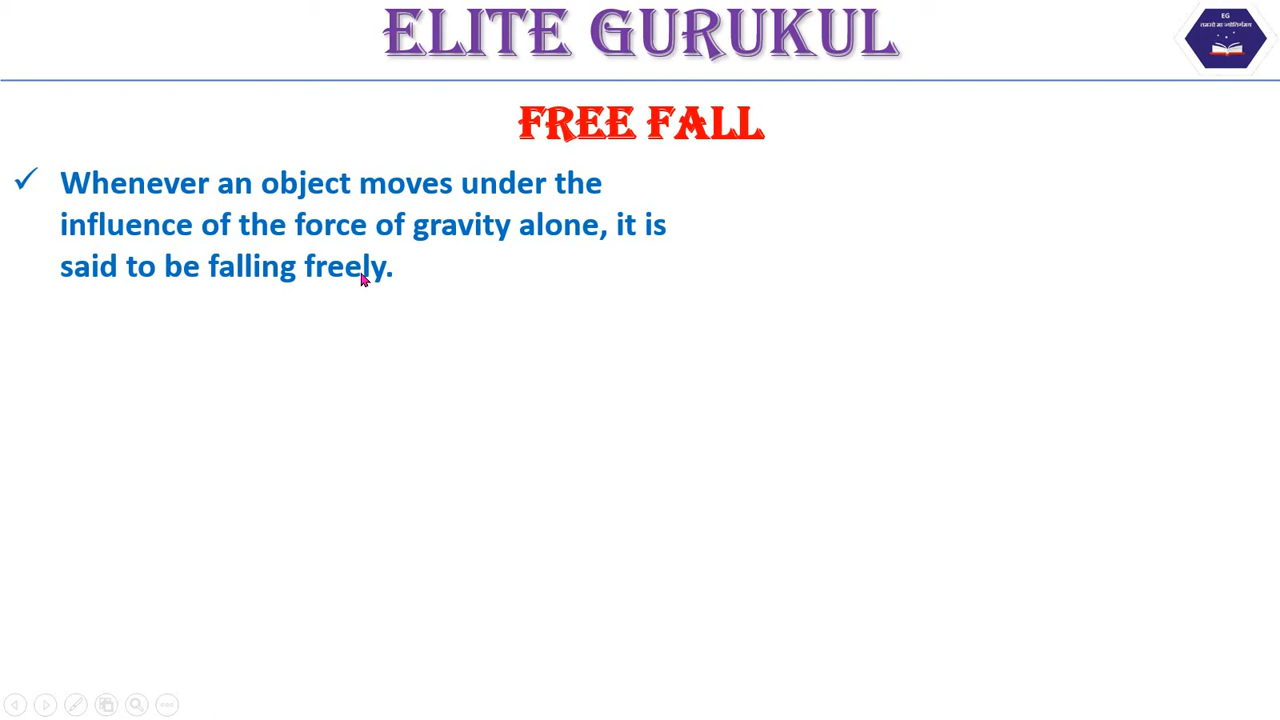 ELITE GURUKUL
EG
FREE FALL
✓ Whenever an object moves under the
influence of the force of gravity alone, it is
said to be falling freely.